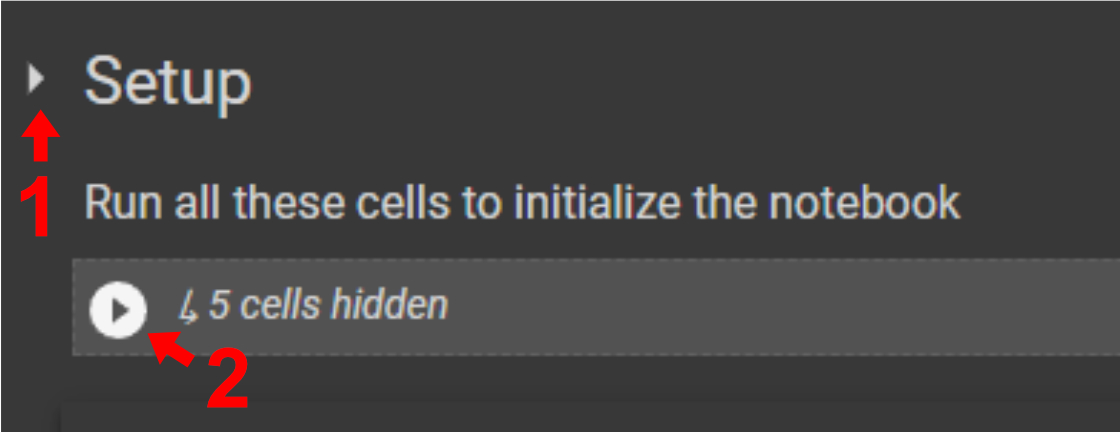 Setup
1
Run all these cells to initialize the notebook
5 cells hidden
2